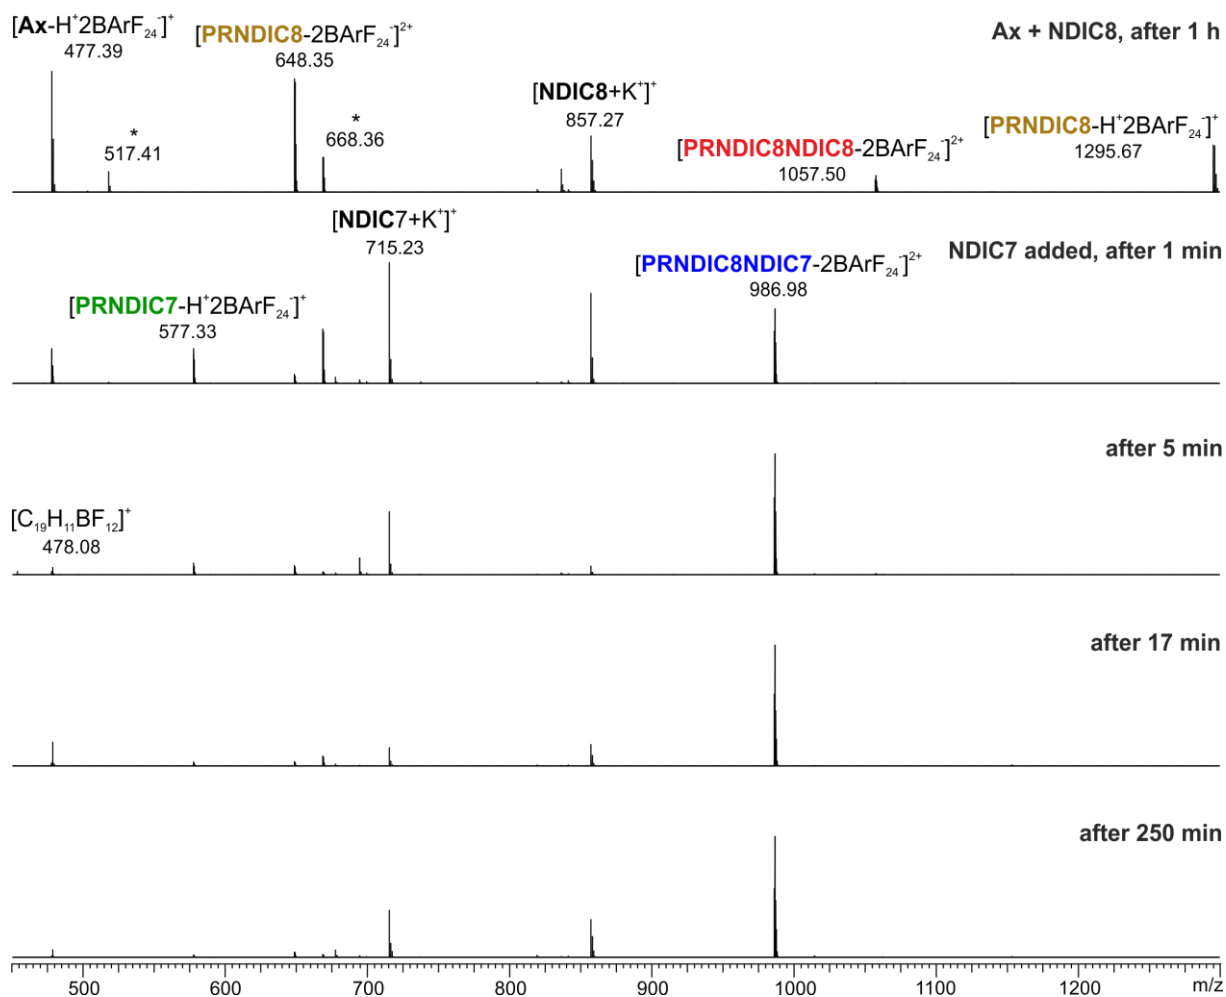 [Ax-H⁺2BArF₂₄⁻]⁺
477.39
[PRNDIC8-2BArF₂₄⁻]²⁺
648.35
Ax + NDIC8, after 1 h
*
517.41
*
668.36
[NDIC8+K⁺]⁺
857.27
[PRNDIC8NDIC8-2BArF₂₄⁻]²⁺
1057.50
[PRNDIC8-H⁺2BArF₂₄⁻]⁺
1295.67
[NDIC7+K⁺]⁺
715.23
NDIC7 added, after 1 min
[PRNDIC8NDIC7-2BArF₂₄⁻]²⁺
986.98
[PRNDIC7-H⁺2BArF₂₄⁻]⁺
577.33
after 5 min
[C₁₉H₁₁BF₁₂]⁺
478.08
after 17 min
after 250 min
500 600 700 800 900 1000 1100 1200 m/z